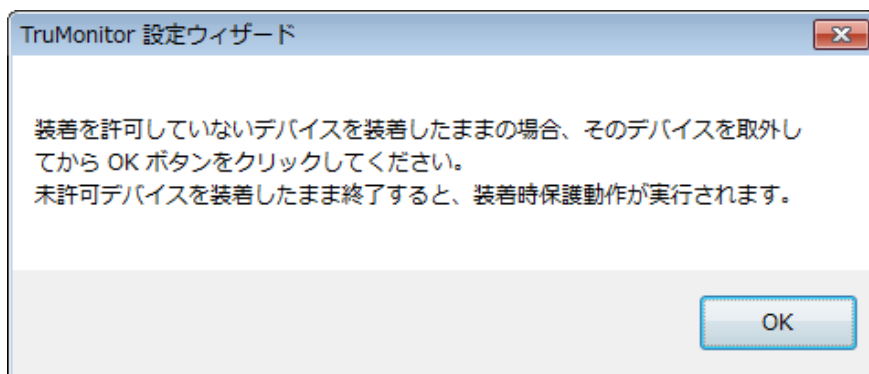 TruMonitor 設定ウィザード
装着を許可していないデバイスを装着したままの場合、そのデバイスを取外し
てから OK ボタンをクリックしてください。
未許可デバイスを装着したまま終了すると、装着時保護動作が実行されます。
OK